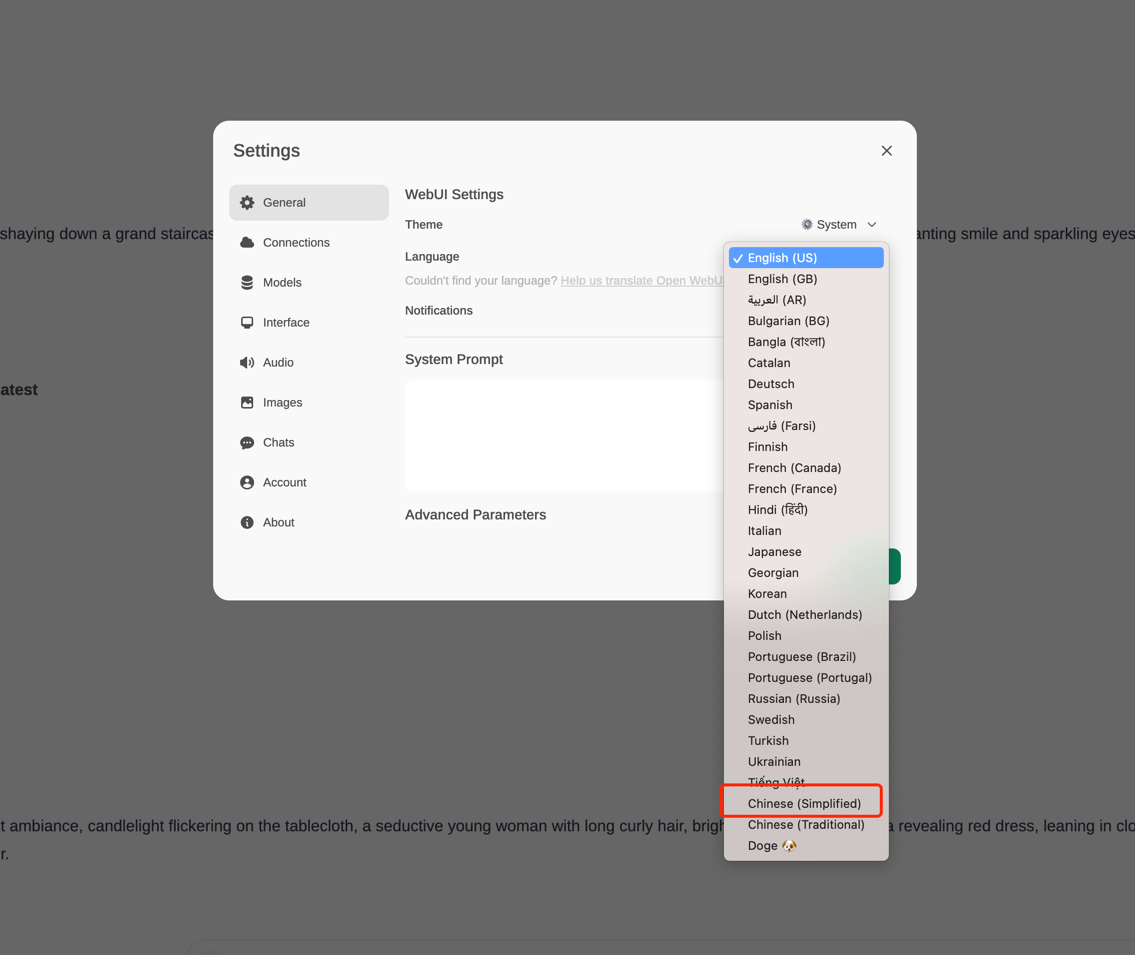 Settings
General
Connections
Models
Interface
Audio
Images
Chats
Account
About
WebUI Settings
Theme
System
Language
Couldn't find your language? Help us translate Open WebU
Notifications
System Prompt
Advanced Parameters
✓ English (US)
English (GB)
العربية (AR)
Bulgarian (BG)
Bangla (বাংলা)
Catalan
Deutsch
Spanish
فارسی (Farsi)
Finnish
French (Canada)
French (France)
Hindi (हिंदी)
Italian
Japanese
Georgian
Korean
Dutch (Netherlands)
Polish
Portuguese (Brazil)
Portuguese (Portugal)
Russian (Russia)
Swedish
Turkish
Ukrainian
Tiếng Việt
Chinese (Simplified)
Chinese (Traditional)
Doge 🐶
shaying down a grand staircas
anting smile and sparkling eyes
atest
t ambiance, candlelight flickering on the tablecloth, a seductive young woman with long curly hair, brigh
a revealing red dress, leaning in clo
r.